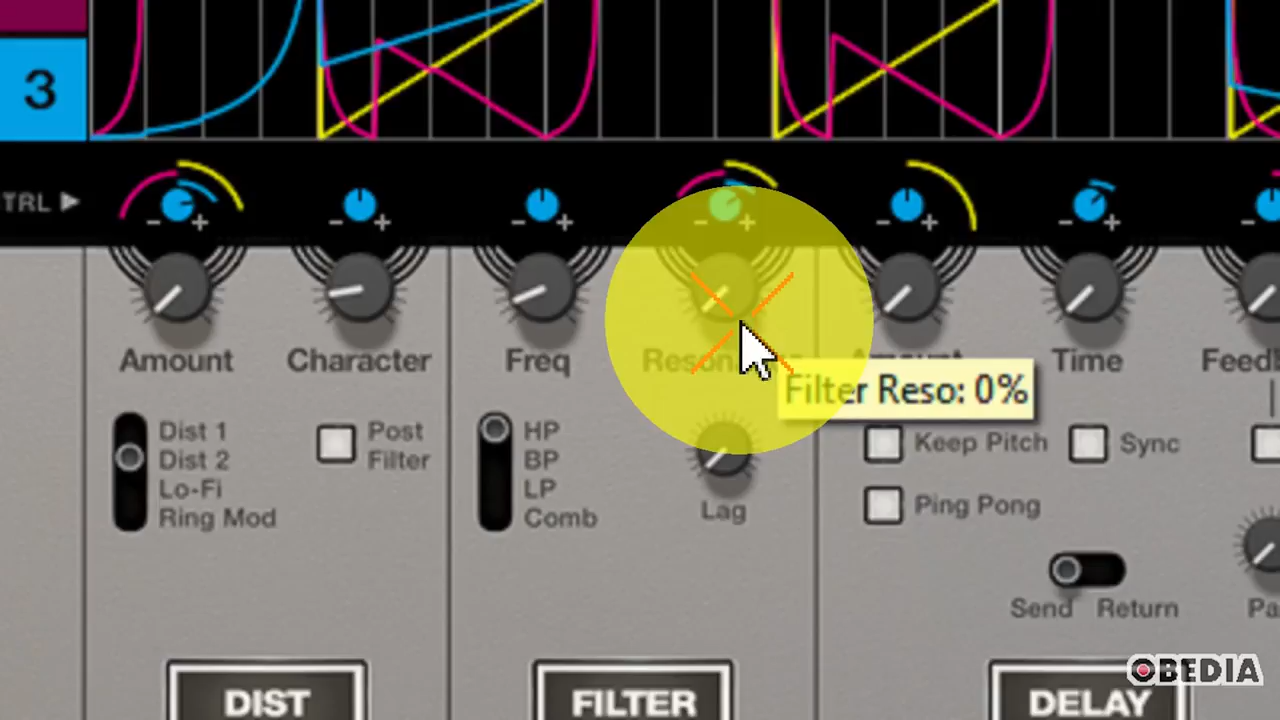 3
TRL
- +
- +
- +
- +
- +
- +
-
Amount
Character
Freq
Amount
Time
Filter Reso: 0%
Dist 1
Dist 2
Lo-Fi
Ring Mod
Post
Filter
HP
BP
LP
Comb
Lag
Keep Pitch
Sync
Ping Pong
Send Return
DIST
FILTER
DELAY
OBEDIA